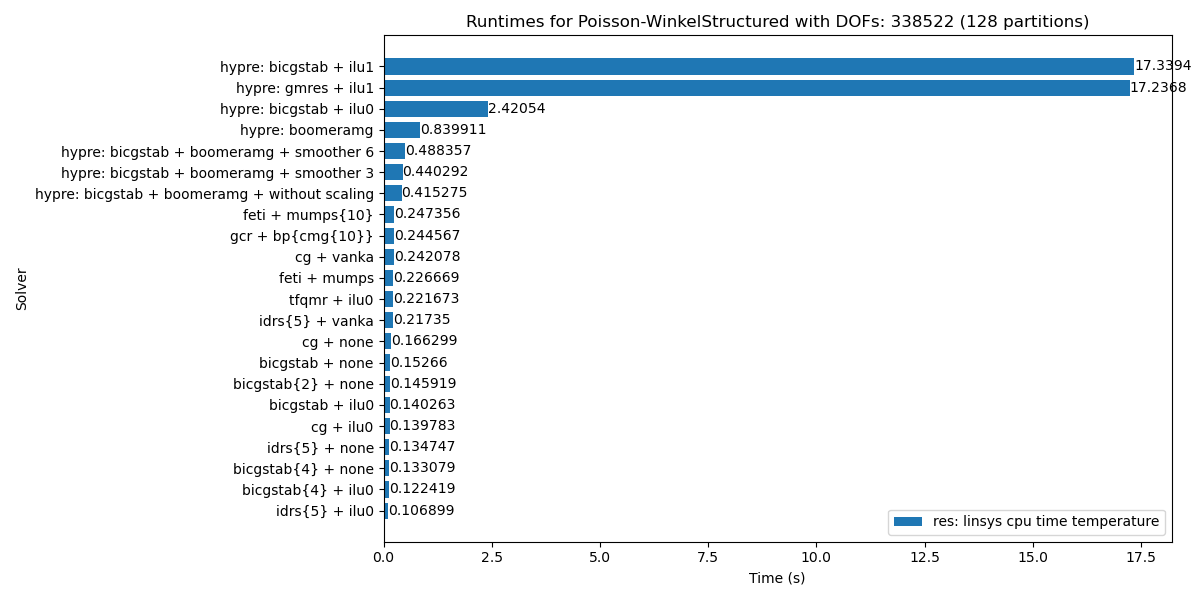 Runtimes for Poisson-WinkelStructured with DOFs: 338522 (128 partitions)
hypre: bicgstab + ilu1 17.3394
hypre: gmres + ilu1 17.2368
hypre: bicgstab + ilu0 2.42054
hypre: boomeramg 0.839911
hypre: bicgstab + boomeramg + smoother 6 0.488357
hypre: bicgstab + boomeramg + smoother 3 0.440292
hypre: bicgstab + boomeramg + without scaling 0.415275
feti + mumps{10} 0.247356
gcr + bp{cmg{10}} 0.244567
cg + vanka 0.242078
feti + mumps 0.226669
tfqmr + ilu0 0.221673
idrs{5} + vanka 0.21735
cg + none 0.166299
bicgstab + none 0.15266
bicgstab{2} + none 0.145919
bicgstab + ilu0 0.140263
cg + ilu0 0.139783
idrs{5} + none 0.134747
bicgstab{4} + none 0.133079
bicgstab{4} + ilu0 0.122419
idrs{5} + ilu0 0.106899
Solver
res: linsys cpu time temperature
0.0 2.5 5.0 7.5 10.0 12.5 15.0 17.5
Time (s)